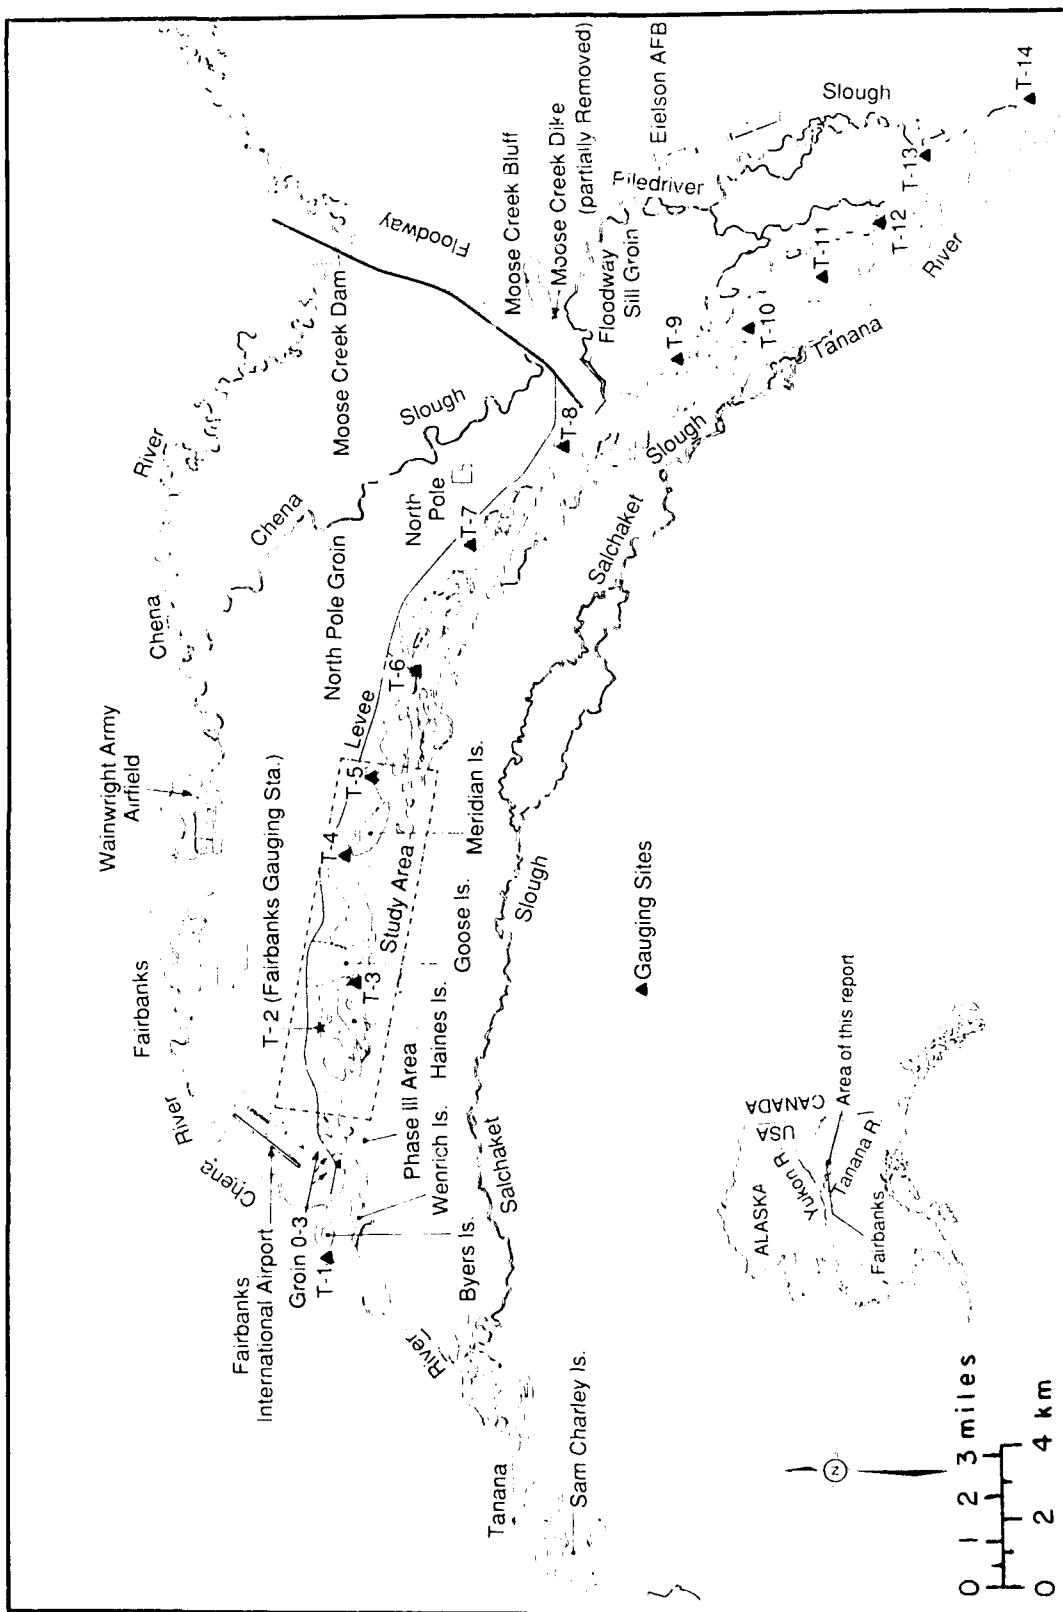 Wainwright Army
Airfield
Fairbanks
River
Chena
Chena
River
Moose Creek Dam
Floodway
Chena
Slough
Fairbanks
International Airport
Groin 0-3
T-1
T-2 (Fairbanks Gauging Sta.)
T-3
T-4
T-5
Levee
North Pole Groin
T-6
North
Pole
T-7
T-8
Moose Creek Bluff
Moose Creek Dike
(partially Removed)
Floodway
Sill Groin
Eielson AFB
Piledriver
Slough
T-9
T-10
T-11
T-12
T-13
T-14
Tanana
River
Study Area
Phase III Area
Wenrich Is.
Haines Is.
Goose Is.
Meridian Is.
Byers Is.
River
Tanana
Sam Charley Is.
Salchaket
Slough
Salchaket
Slough
Gauging Sites
ALASKA
Yukon R
USA
CANADA
Area of this report
Tanana R
Fairbanks
N
0 1 2 3 miles
0 2 4 km